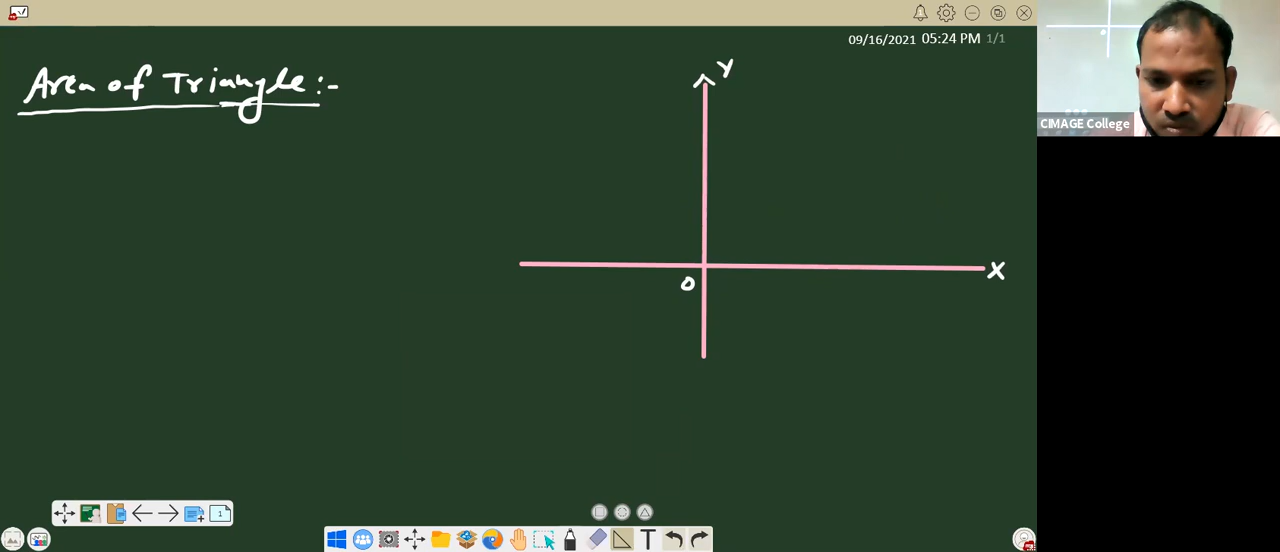 09/16/2021 05:24 PM 1/1
Area of Triangle :-
Y
X
O
CIMAGE College
1
T